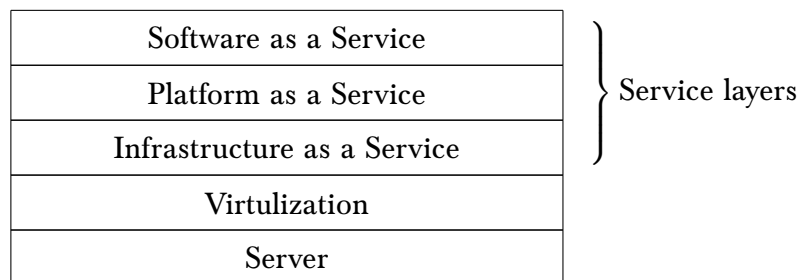 Software as a Service
Platform as a Service
Service layers
Infrastructure as a Service
Virtulization
Server